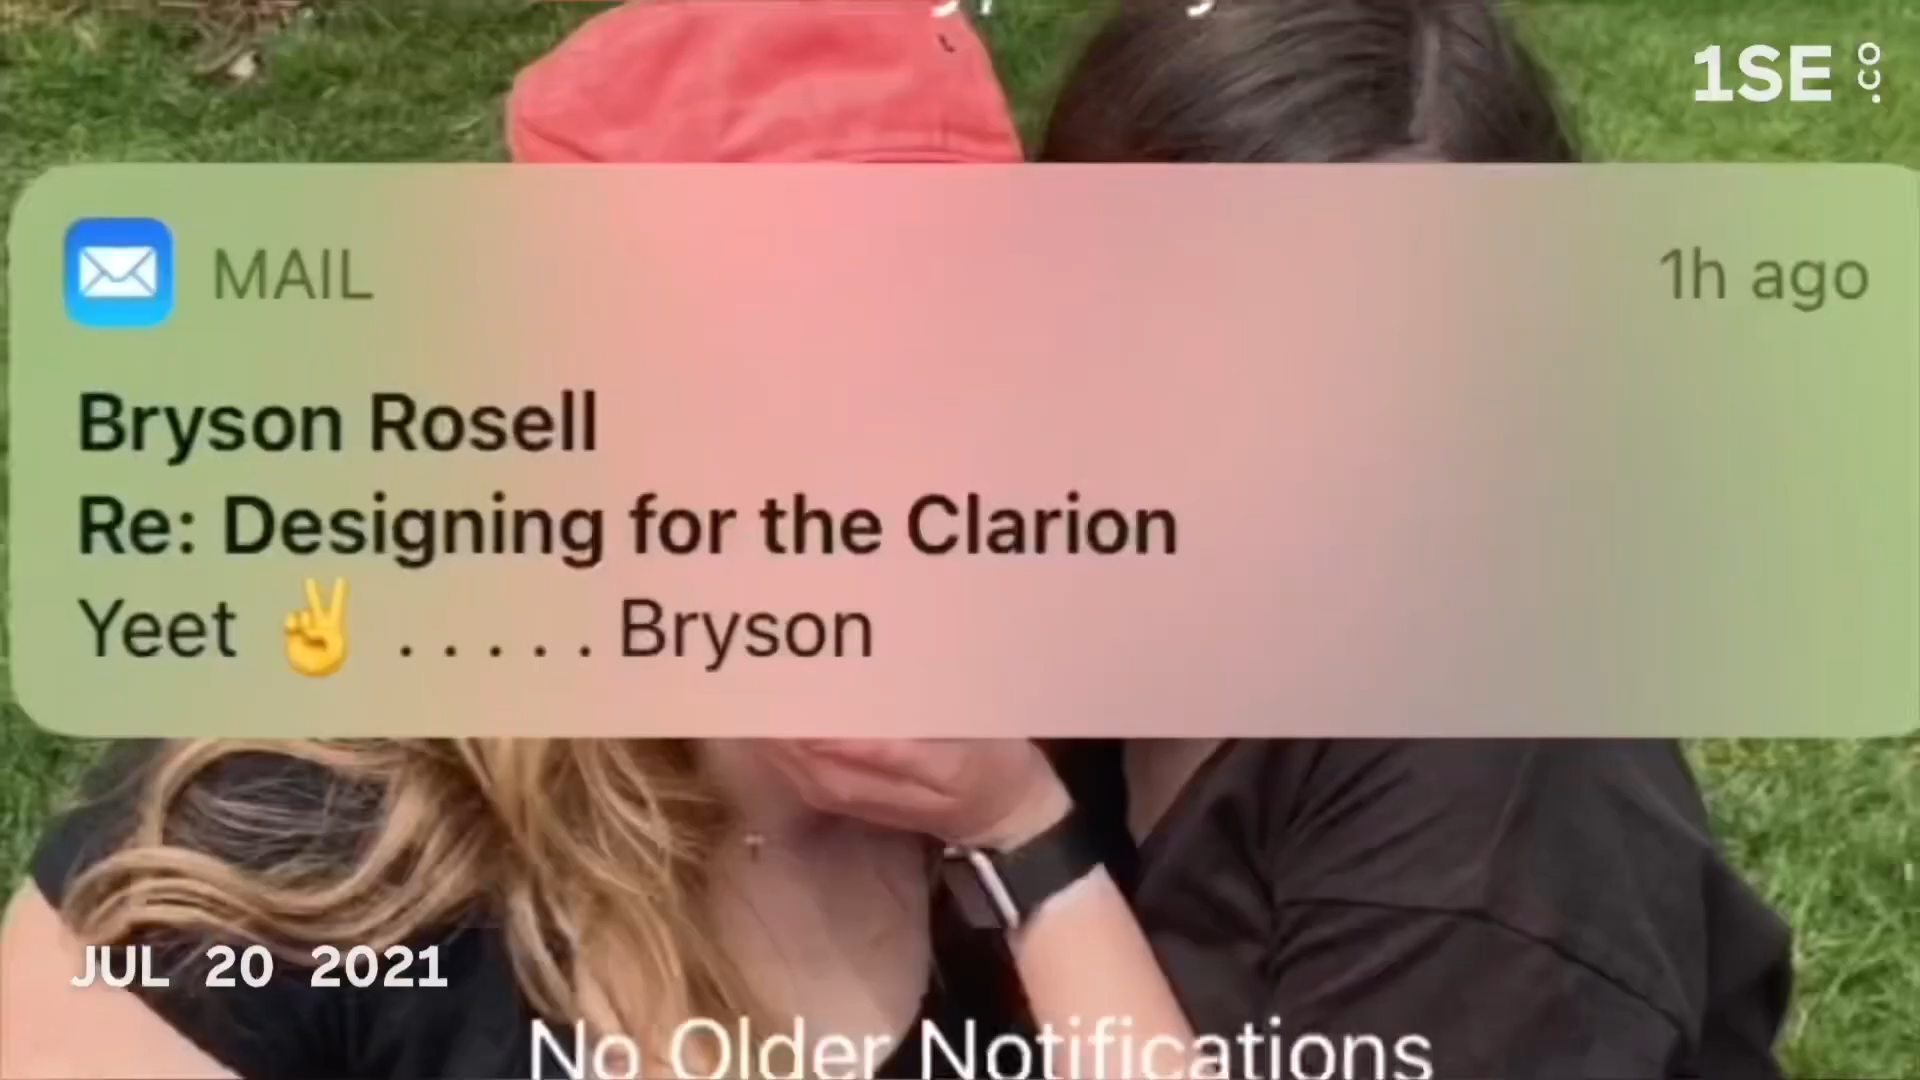 1SE .CO
MAIL
1h ago
Bryson Rosell
Re: Designing for the Clarion
Yeet ✌️ . . . . . Bryson
JUL 20 2021
No Older Notifications